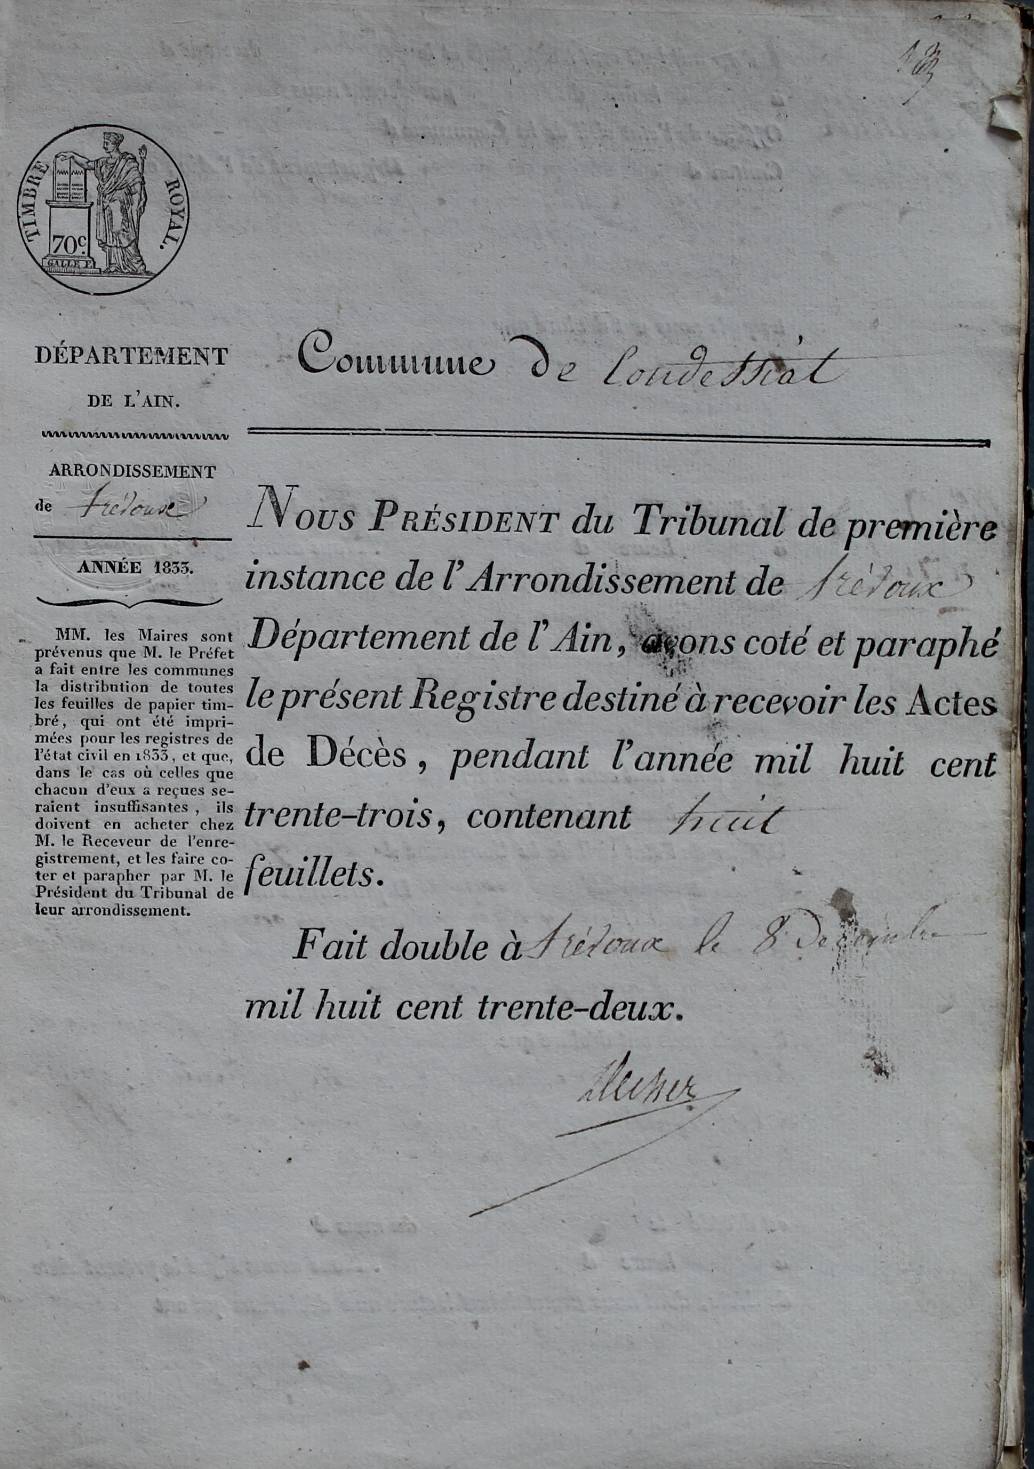 TIMBRE ROYAL.
70c.
GALLE F.
DÉPARTEMENT
DE L'AIN.
ARRONDISSEMENT
de Trévoux
ANNÉE 1833.
MM. les Maires sont
prévenus que M. le Préfet
a fait entre les communes
la distribution de toutes
les feuilles de papier tim-
bré, qui ont été impri-
mées pour les registres de
l'état civil en 1833, et que,
dans le cas où celles que
chacun d'eux a reçues se-
raient insuffisantes, ils
doivent en acheter chez
M. le Receveur de l'enre-
gistrement, et les faire co-
ter et parapher par M. le
Président du Tribunal de
leur arrondissement.
Commune De Condessiat
NOUS PRÉSIDENT du Tribunal de première
instance de l'Arrondissement de Trévoux
Département de l'Ain, avons coté et paraphé
le présent Registre destiné à recevoir les Actes
de Décès, pendant l'année mil huit cent
trente-trois, contenant huit
feuillets.
Fait double à Trévoux le 8 Décembre
mil huit cent trente-deux.